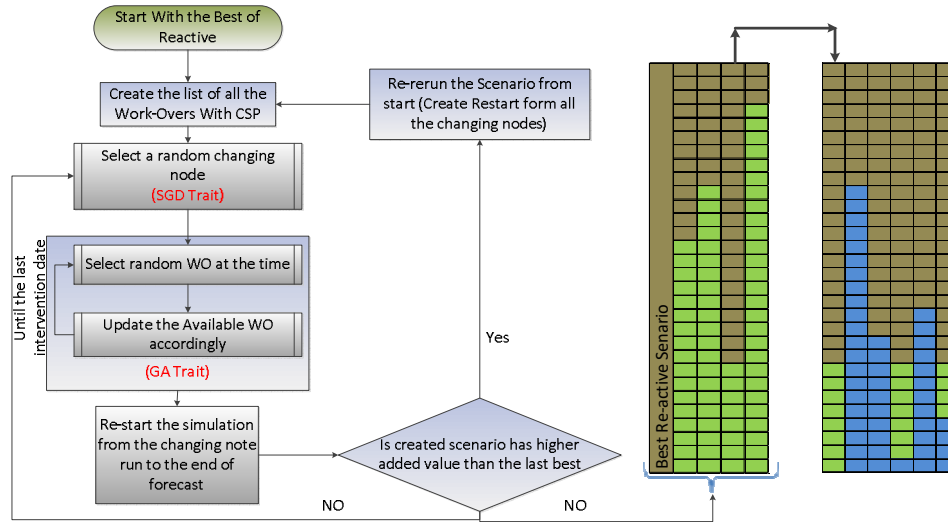 Start With the Best of
Reactive
Create the list of all the
Work-Overs With CSP
Re-rerun the Scenario from
start (Create Restart form all
the changing nodes)
Select a random changing
node
(SGD Trait)
Until the last
intervention date
Select random WO at the time
Update the Available WO
accordingly
(GA Trait)
Re-start the simulation
from the changing note
run to the end of
forecast
Is created scenario has higher
added value than the last best
Yes
NO
NO
Best Re-active Senario